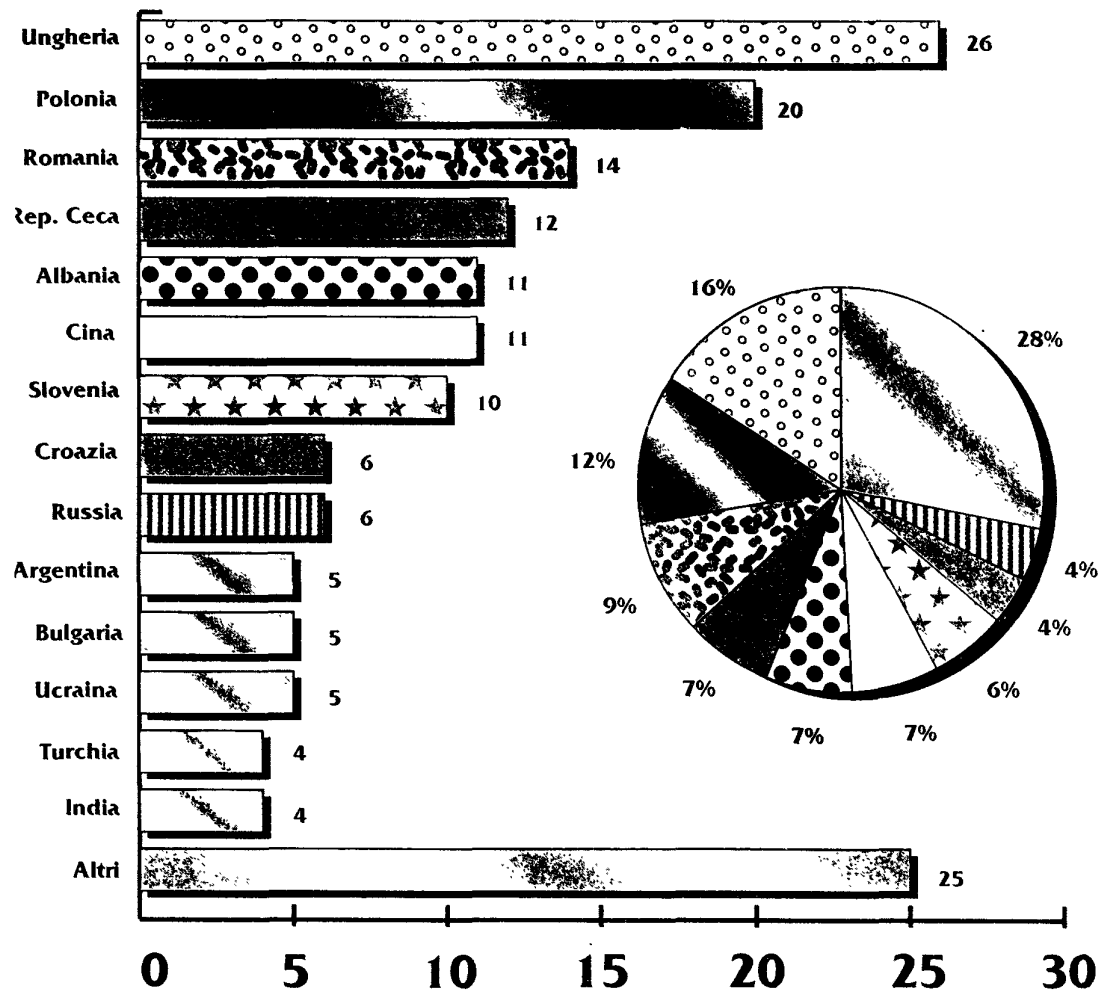 Ungheria 26
Polonia 20
Romania 14
Rep. Ceca 12
Albania 11
Cina 11
Slovenia 10
Croazia 6
Russia 6
Argentina 5
Bulgaria 5
Ucraina 5
Turchia 4
India 4
Altri 25
0 5 10 15 20 25 30
16%
28%
12%
4%
9%
4%
7%
6%
7%
7%